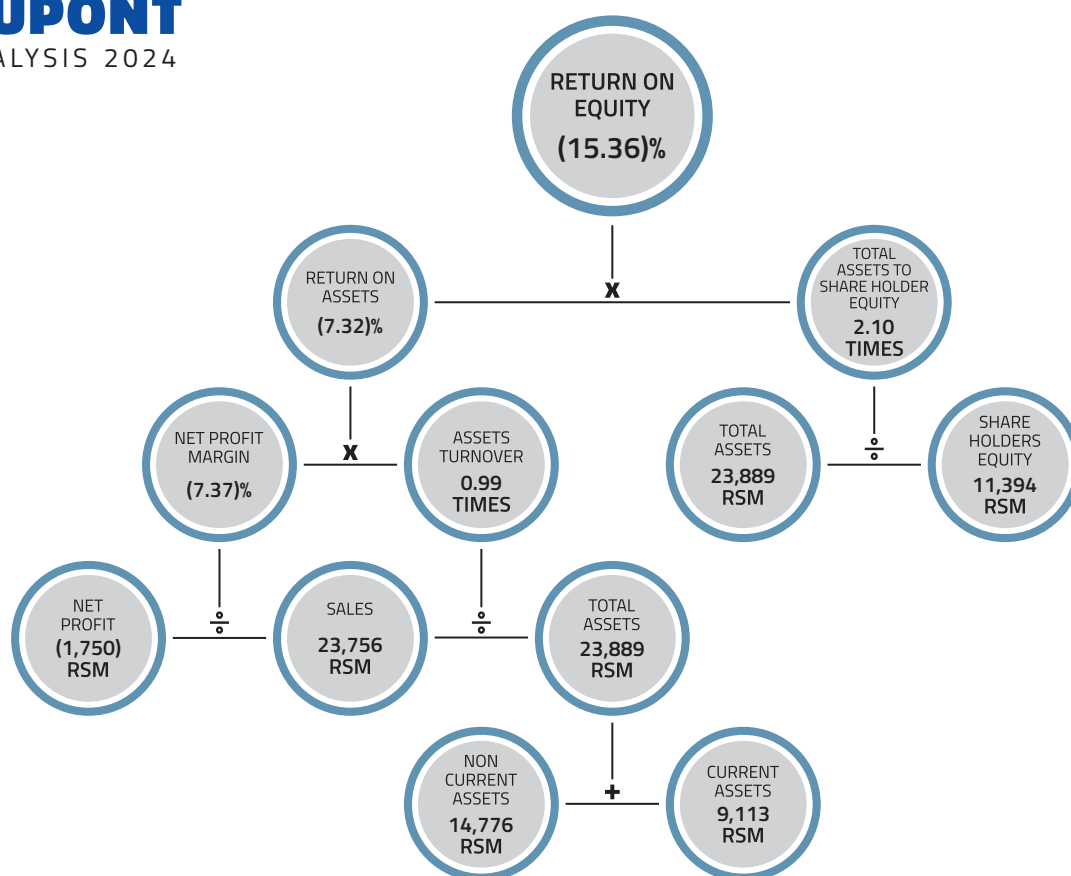 UPONT
ALYSIS 2024
RETURN ON
EQUITY
(15.36)%
RETURN ON
ASSETS
(7.32)%
x
TOTAL
ASSETS TO
SHARE HOLDER
EQUITY
2.10
TIMES
NET PROFIT
MARGIN
(7.37)%
x
ASSETS
TURNOVER
0.99
TIMES
TOTAL
ASSETS
23,889
RSM
÷
SHARE
HOLDERS
EQUITY
11,394
RSM
NET
PROFIT
(1,750)
RSM
÷
SALES
23,756
RSM
÷
TOTAL
ASSETS
23,889
RSM
NON
CURRENT
ASSETS
14,776
RSM
+
CURRENT
ASSETS
9,113
RSM